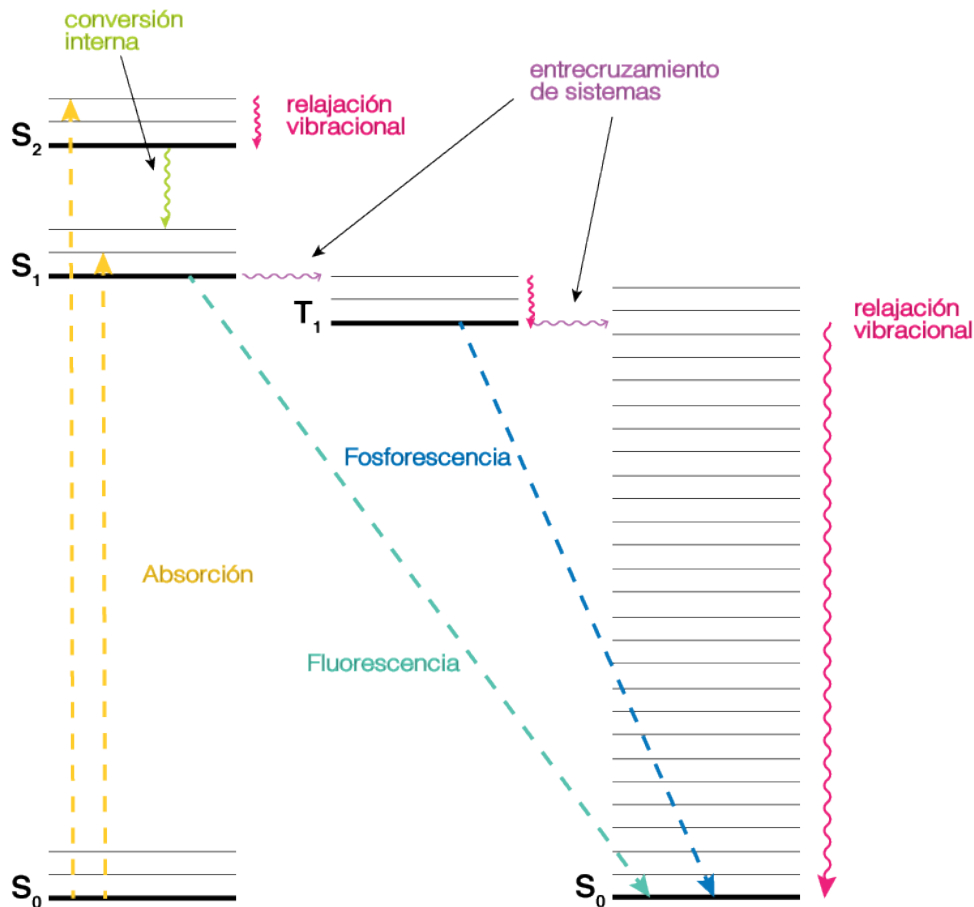 conversión
interna
entrecruzamiento
de sistemas
relajación
vibracional
S2
S1
T1
relajación
vibracional
Fosforescencia
Absorción
Fluorescencia
S0
S0